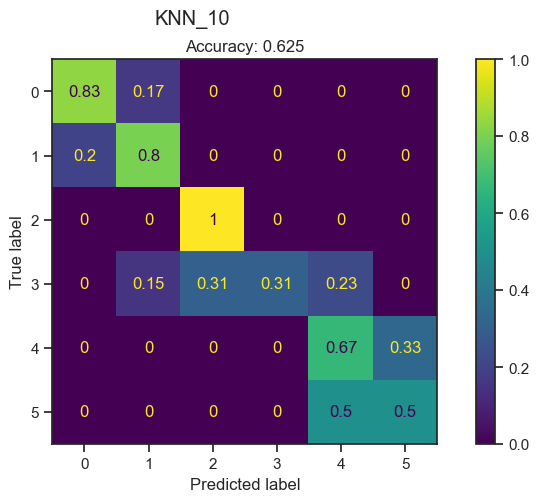 KNN_10
Accuracy: 0.625
1.0
0 0.83 0.17 0 0 0 0
0.8
1 0.2 0.8 0 0 0 0
2 0 0 1 0 0 0
0.6
True label
3 0 0.15 0.31 0.31 0.23 0
0.4
4 0 0 0 0 0.67 0.33
0.2
5 0 0 0 0 0.5 0.5
0.0
0 1 2 3 4 5
Predicted label